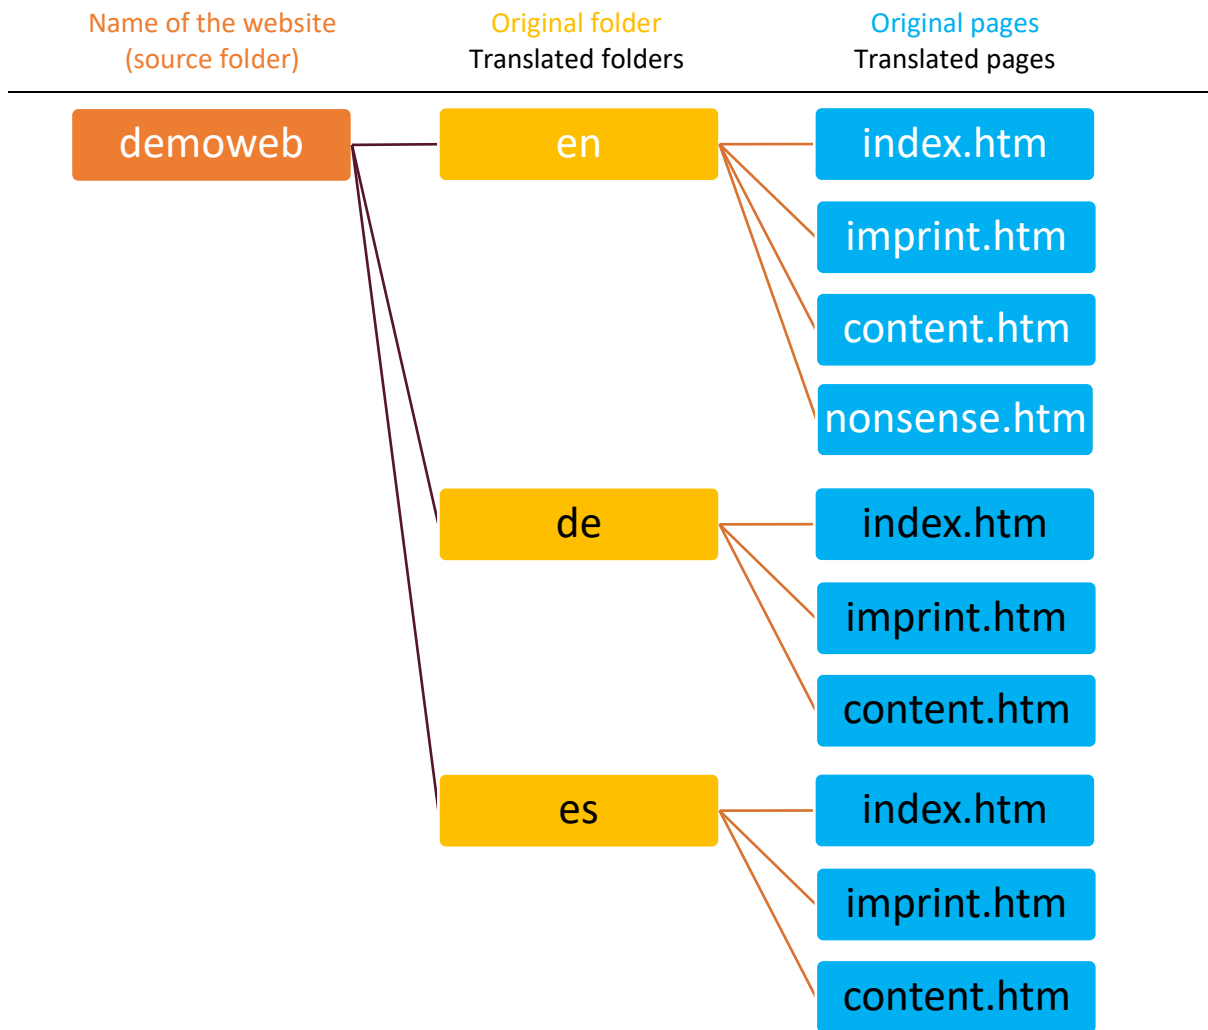 Name of the website
(source folder)
Original folder
Translated folders
Original pages
Translated pages
demoweb
en
index.htm
imprint.htm
content.htm
nonsense.htm
de
index.htm
imprint.htm
content.htm
es
index.htm
imprint.htm
content.htm